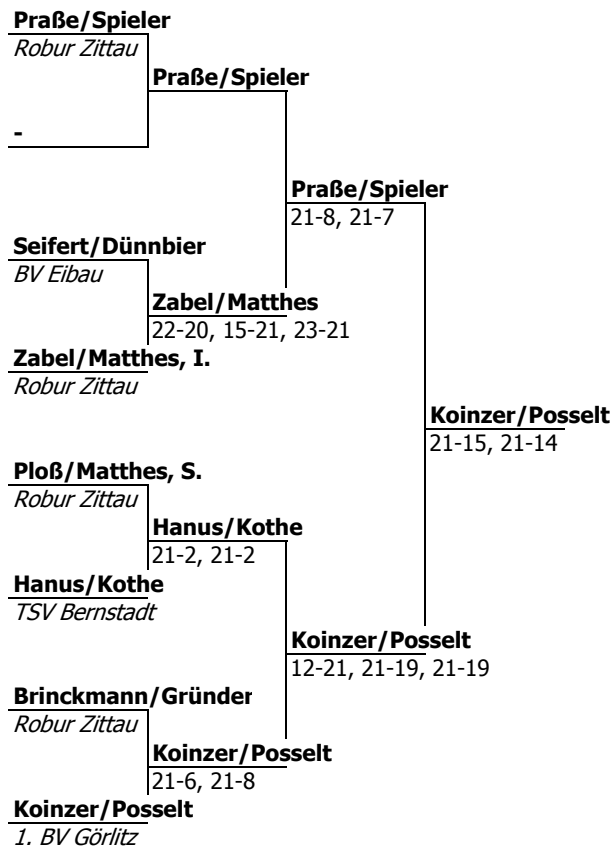 Praße/Spieler
Robur Zittau
Praße/Spieler
-
Praße/Spieler
21-8, 21-7
Seifert/Dünnbier
BV Eibau
Zabel/Matthes
22-20, 15-21, 23-21
Zabel/Matthes, I.
Robur Zittau
Koinzer/Posselt
21-15, 21-14
Ploß/Matthes, S.
Robur Zittau
Hanus/Kothe
21-2, 21-2
Hanus/Kothe
TSV Bernstadt
Koinzer/Posselt
12-21, 21-19, 21-19
Brinckmann/Gründer
Robur Zittau
Koinzer/Posselt
21-6, 21-8
Koinzer/Posselt
1. BV Görlitz